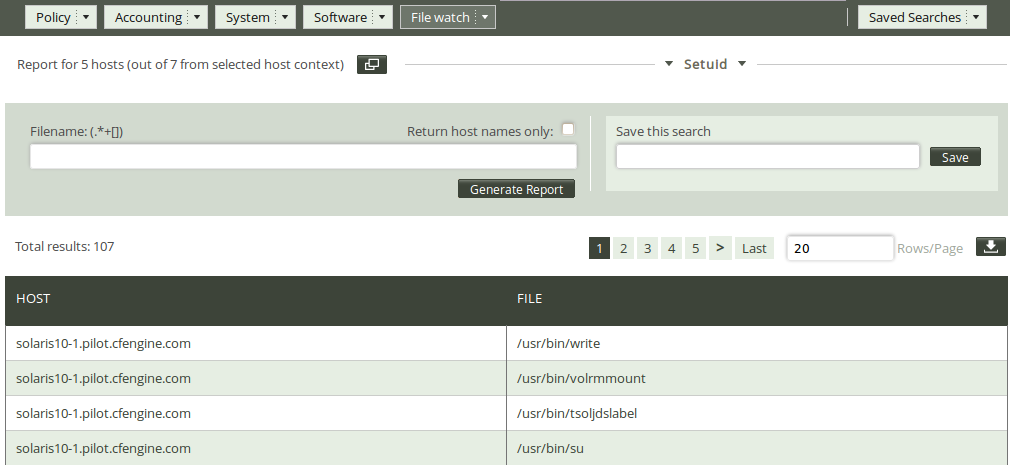 Policy Accounting System Software File watch Saved Searches
Report for 5 hosts (out of 7 from selected host context) SetuId
Filename: (.*+[]) Return host names only: Save this search
Save
Generate Report
Total results: 107 1 2 3 4 5 > Last 20 Rows/Page
HOST FILE
solaris10-1.pilot.cfengine.com /usr/bin/write
solaris10-1.pilot.cfengine.com /usr/bin/volrmmount
solaris10-1.pilot.cfengine.com /usr/bin/tsoljdslabel
solaris10-1.pilot.cfengine.com /usr/bin/su